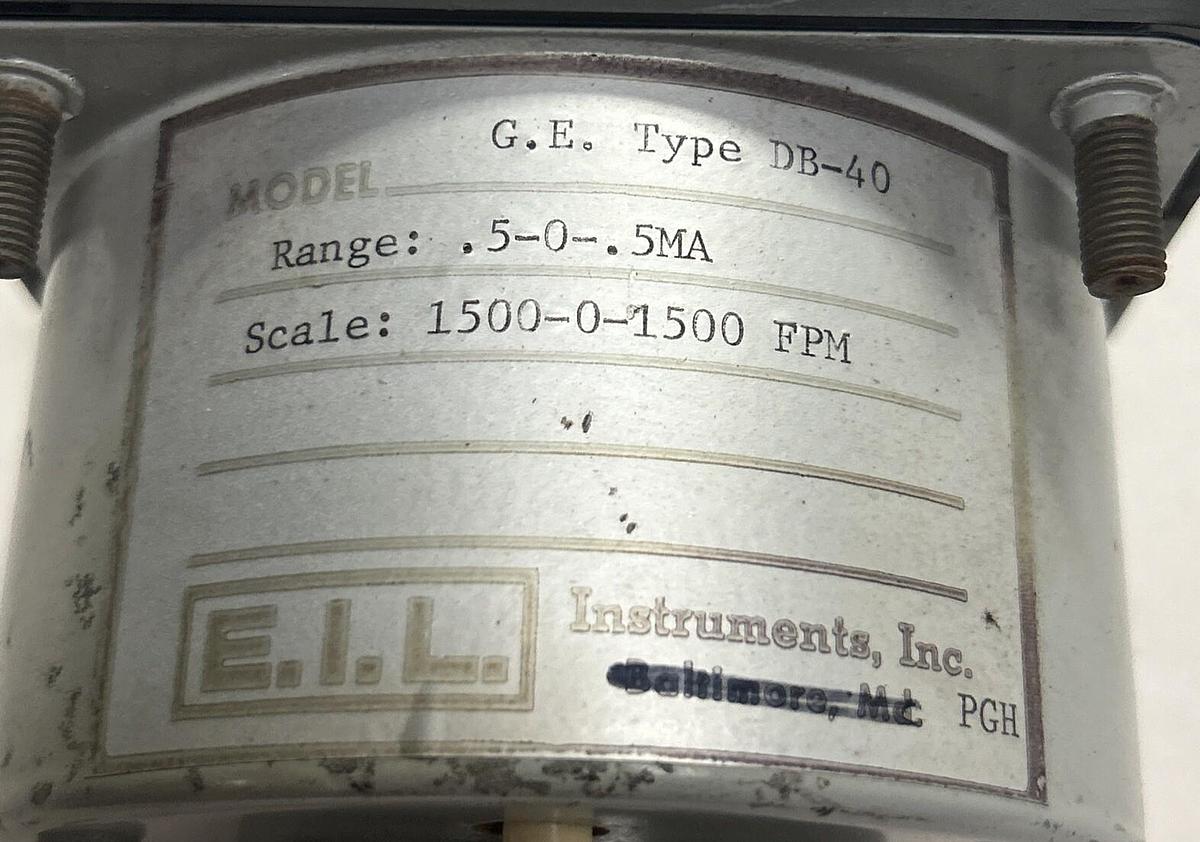 G.E. Type DB-40
MODEL
Range: .5-0-.5MA
Scale: 1500-0-1500 FPM
E.I.L. Instruments, Inc.
Baltimore, Md. PGH